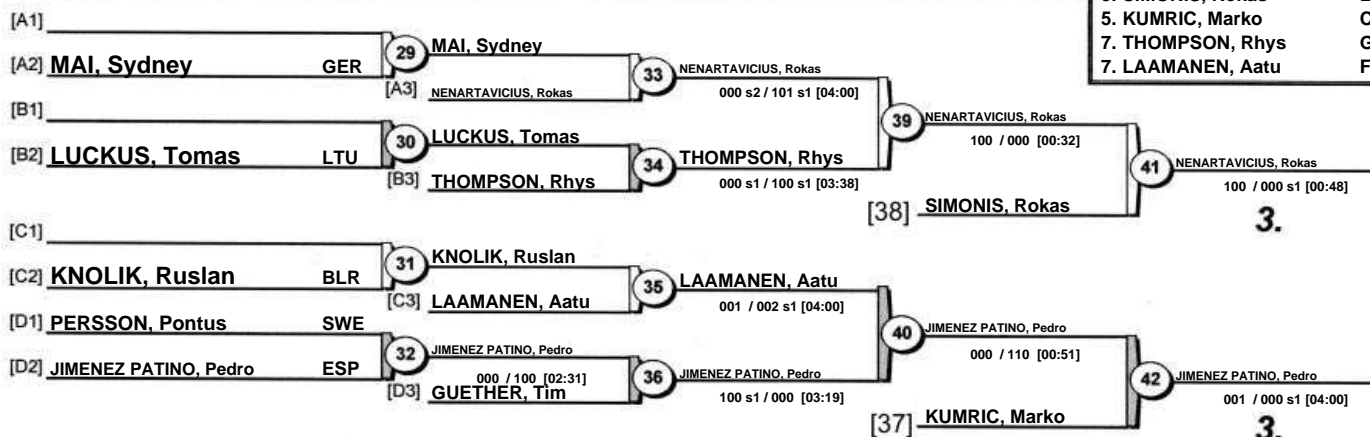 5. KUMRIC, Marko
7. THOMPSON, Rhys G
7. LAAMANEN, Aatu F
[A1]
[A2] MAI, Sydney GER
29
MAI, Sydney
[A3] NENARTAVICIUS, Rokas
33
NENARTAVICIUS, Rokas
000 s2 / 101 s1 [04:00]
[B1]
[B2] LUCKUS, Tomas LTU
30
LUCKUS, Tomas
[B3] THOMPSON, Rhys
34
THOMPSON, Rhys
000 s1 / 100 s1 [03:38]
39
NENARTAVICIUS, Rokas
100 / 000 [00:32]
[38] SIMONIS, Rokas
41
NENARTAVICIUS, Rokas
100 / 000 s1 [00:48]
3.
[C1]
[C2] KNOLIK, Ruslan BLR
31
KNOLIK, Ruslan
[C3] LAAMANEN, Aatu
35
LAAMANEN, Aatu
001 / 002 s1 [04:00]
[D1] PERSSON, Pontus SWE
[D2] JIMENEZ PATINO, Pedro ESP
32
JIMENEZ PATINO, Pedro
000 / 100 [02:31]
[D3] GUETHER, Tim
36
JIMENEZ PATINO, Pedro
100 s1 / 000 [03:19]
40
JIMENEZ PATINO, Pedro
000 / 110 [00:51]
[37] KUMRIC, Marko
42
JIMENEZ PATINO, Pedro
001 / 000 s1 [04:00]
3.